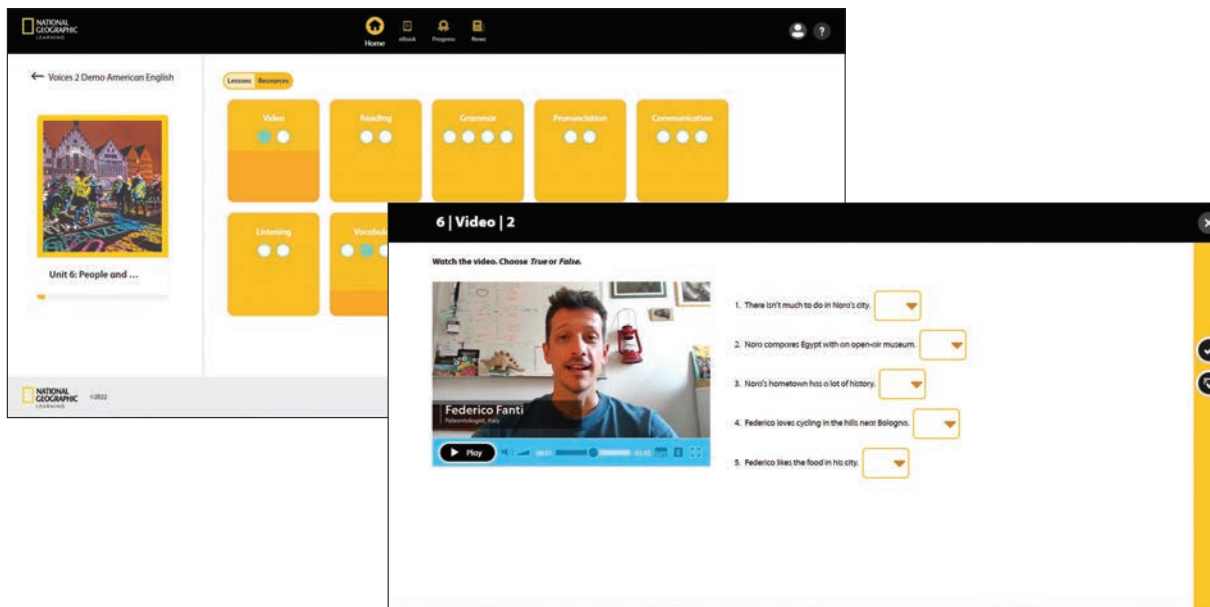 NATIONAL
GEOGRAPHIC
LEARNING
Home
eBook
Progress
News
?
← Voices 2 Demo American English
Unit 6: People and ...
Lessons Resources
Video
Reading
Grammar
Pronunciation
Communication
Listening
Vocabul
NATIONAL
GEOGRAPHIC
LEARNING
©2022
6 | Video | 2
Watch the video. Choose True or False.
Federico Fanti
Paleontologist, Italy
Play
1. There isn't much to do in Nora's city.
2. Nora compares Egypt with an open-air museum.
3. Nora's hometown has a lot of history.
4. Federico loves cycling in the hills near Bologna.
5. Federico likes the food in his city.